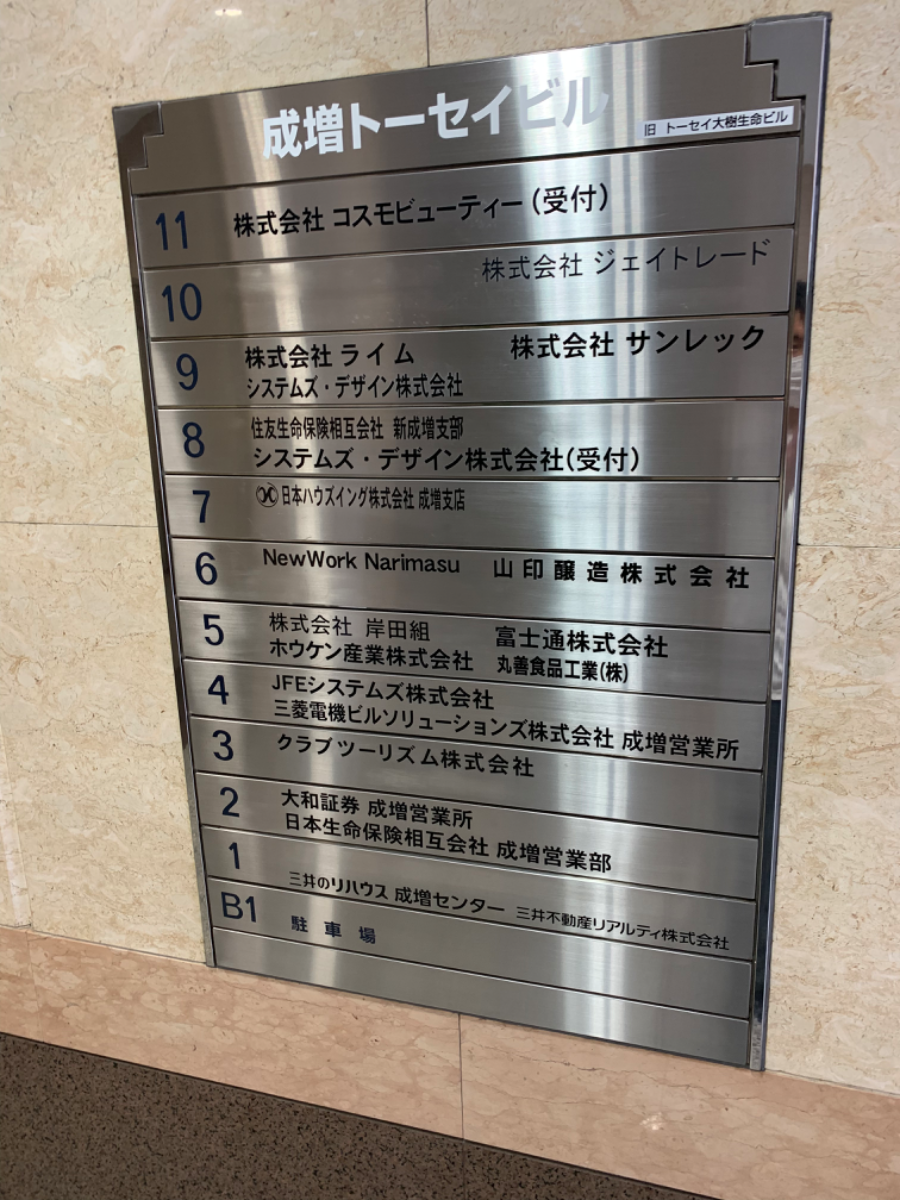 成増トーセイビル
旧 トーセイ大樹生命ビル
11 株式会社 コスモビューティー(受付)
10 株式会社 ジェイトレード
9 株式会社 ライム 株式会社 サンレック
システムズ・デザイン株式会社
8 住友生命保険相互会社 新成増支部
システムズ・デザイン株式会社(受付)
7 日本ハウズイング株式会社 成増支店
6 NewWork Narimasu 山印醸造株式会社
5 株式会社 岸田組 富士通株式会社
ホウケン産業株式会社 丸善食品工業(株)
4 JFEシステムズ株式会社
三菱電機ビルソリューションズ株式会社 成増営業所
3 クラブツーリズム株式会社
2 大和証券 成増営業所
日本生命保険相互会社 成増営業部
1 三井のリハウス 成増センター 三井不動産リアルティ株式会社
B1 駐車場